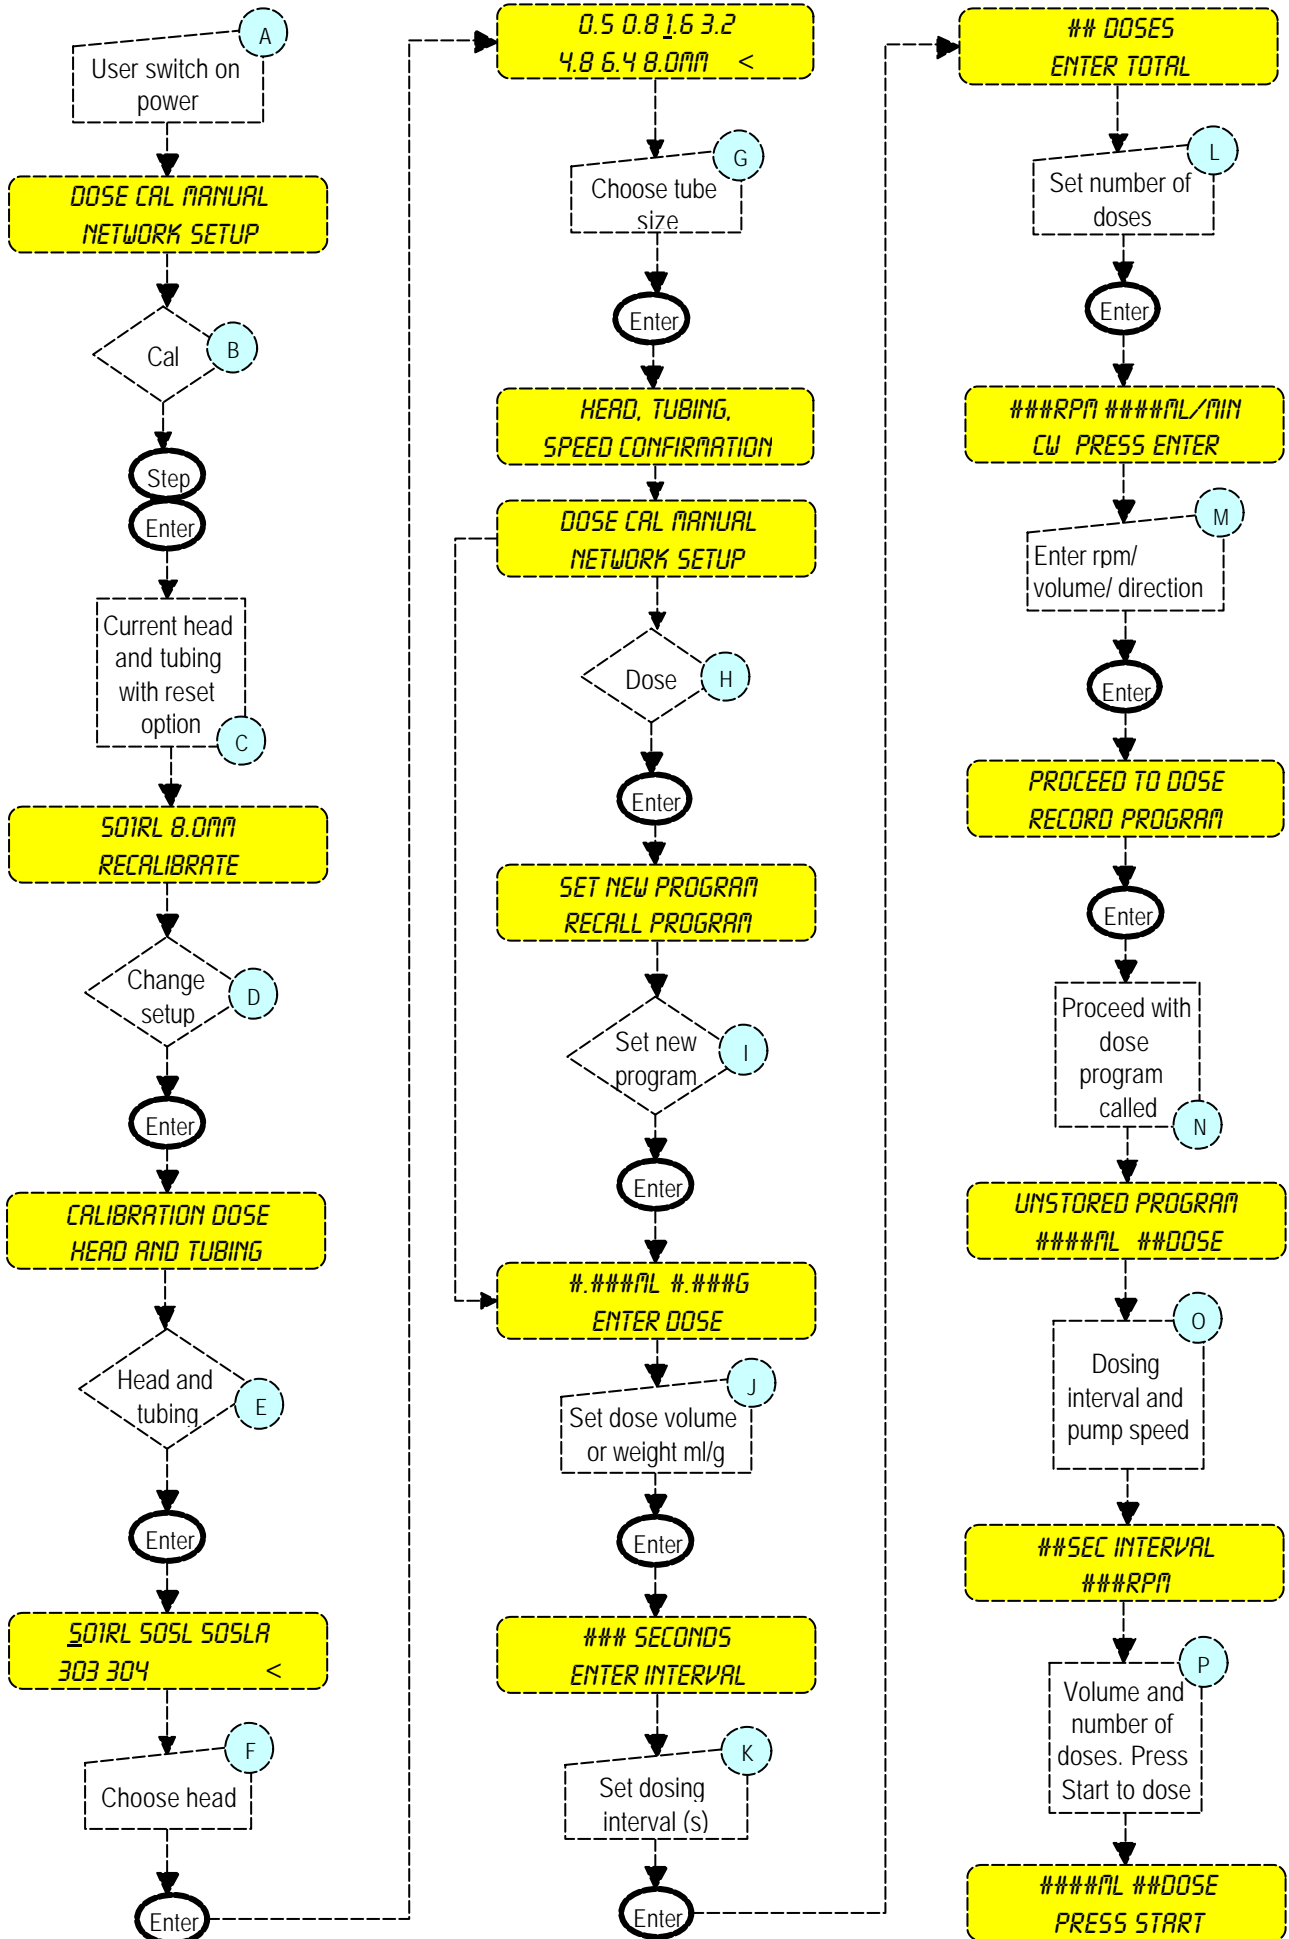 A
User switch on
power
DOSE CAL MANUAL
NETWORK SETUP
B
Cal
Step
Enter
Current head
and tubing
with reset
option
C
501RL 8.0MM
RECALIBRATE
Change
setup
D
Enter
CALIBRATION DOSE
HEAD AND TUBING
Head and
tubing
E
Enter
501RL 505L 505LA
303 304 <
F
Choose head
Enter
0.5 0.8 1.6 3.2
4.8 6.4 8.0MM <
G
Choose tube
size
Enter
HEAD, TUBING,
SPEED CONFIRMATION
DOSE CAL MANUAL
NETWORK SETUP
Dose
H
Enter
SET NEW PROGRAM
RECALL PROGRAM
Set new
program
I
Enter
#.###ML #.###G
ENTER DOSE
J
Set dose volume
or weight ml/g
Enter
### SECONDS
ENTER INTERVAL
K
Set dosing
interval (s)
Enter
## DOSES
ENTER TOTAL
L
Set number of
doses
Enter
###RPM ####ML/MIN
CW PRESS ENTER
M
Enter rpm/
volume/ direction
Enter
PROCEED TO DOSE
RECORD PROGRAM
Enter
Proceed with
dose
program
called
N
UNSTORED PROGRAM
####ML ##DOSE
O
Dosing
interval and
pump speed
##SEC INTERVAL
###RPM
P
Volume and
number of
doses. Press
Start to dose
####ML ##DOSE
PRESS START